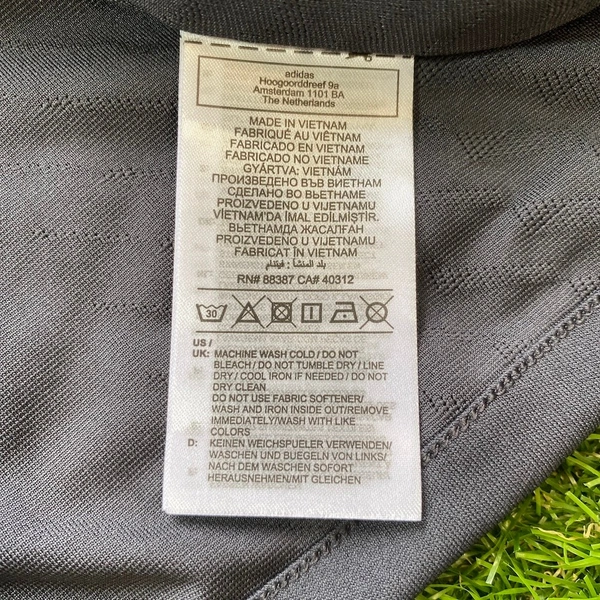 adidas
Hoogoorddreef 9a
Amsterdam 1101 BA
The Netherlands
MADE IN VIETNAM
FABRIQUÉ AU VIÊTNAM
FABRICADO EN VIETNAM
FABRICADO NO VIETNAME
GYÁRTVA: VIETNÁM
ПРОИЗВЕДЕНО ВЪВ ВИЕТНАМ
СДЕЛАНО ВО ВЬЕТНАМЕ
PROIZVEDENO U VIJETNAMU
VİETNAM'DA İMAL EDİLMİŞTİR.
ВЬЕТНАМДА ЖАСАЛҒАН
PROIZVEDENO U VIJETNAMU
FABRICAT ÎN VIETNAM
بلد المنشأ : فيتنام
RN# 88387 CA# 40312
30
US /
UK: MACHINE WASH COLD / DO NOT
BLEACH / DO NOT TUMBLE DRY / LINE
DRY / COOL IRON IF NEEDED / DO NOT
DRY CLEAN
DO NOT USE FABRIC SOFTENER/
WASH AND IRON INSIDE OUT/REMOVE
IMMEDIATELY/WASH WITH LIKE
COLORS
D: KEINEN WEICHSPUELER VERWENDEN/
WASCHEN UND BUEGELN VON LINKS/
NACH DEM WASCHEN SOFORT
HERAUSNEHMEN/MIT GLEICHEN